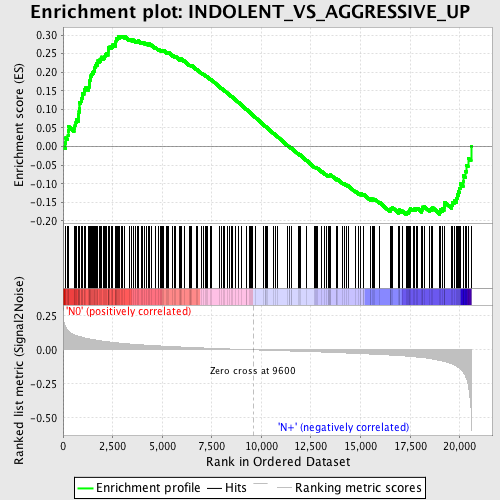 Enrichment plot: INDOLENT_VS_AGGRESSIVE_UP
Enrichment score (ES)
0.30
0.25
0.20
0.15
0.10
0.05
0.00
-0.05
-0.10
-0.15
-0.20
'N0' (positively correlated)
Ranked list metric (Signal2Noise)
0.25
0.00
-0.25
-0.50
Zero cross at 9600
'N+' (negatively correlated)
0 2,500 5,000 7,500 10,000 12,500 15,000 17,500 20,000
Rank in Ordered Dataset
Enrichment profile Hits Ranking metric scores